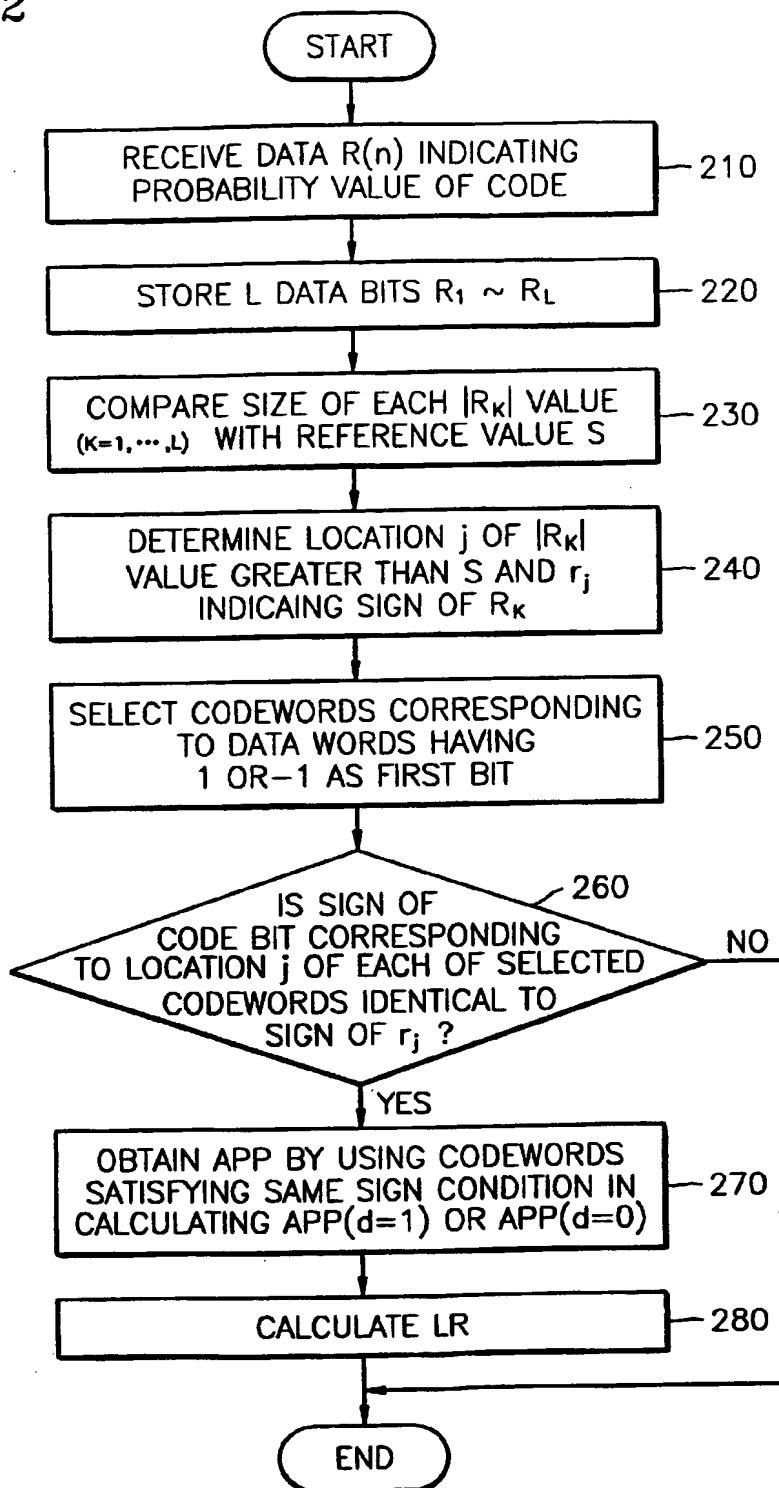 2
START
RECEIVE DATA R(n) INDICATING
PROBABILITY VALUE OF CODE
210
STORE L DATA BITS R₁ ~ R_L
220
COMPARE SIZE OF EACH |R_K| VALUE
(K=1, ⋯ ,L) WITH REFERENCE VALUE S
230
DETERMINE LOCATION j OF |R_K|
VALUE GREATER THAN S AND r_j
INDICAING SIGN OF R_K
240
SELECT CODEWORDS CORRESPONDING
TO DATA WORDS HAVING
1 OR-1 AS FIRST BIT
250
260
IS SIGN OF
CODE BIT CORRESPONDING
TO LOCATION j OF EACH OF SELECTED
CODEWORDS IDENTICAL TO
SIGN OF r_j ?
NO
YES
OBTAIN APP BY USING CODEWORDS
SATISFYING SAME SIGN CONDITION IN
CALCULATING APP(d=1) OR APP(d=0)
270
CALCULATE LR
280
END